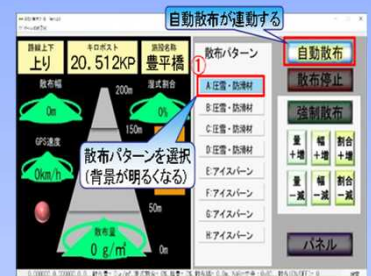 自動散布が連動する
路線上下
上り
キロポスト
20.512KP
施設名称
豊平橋
散布幅
0m
GPS速度
0km/h
200m
150m
50m
湿式割合
0%
散布量
0 g/㎡
散布パターン
①
A:圧雪・防滑材
B:圧雪・防滑材
C:圧雪・防滑材
D:圧雪・防滑材
E:アイスバーン
F:アイスバーン
G:アイスバーン
H:アイスバーン
散布パターンを選択
(背景が明るくなる)
自動散布
散布停止
強制散布
量
+増
幅
+増
割合
+増
量
-減
幅
-減
割合
-減
パネル